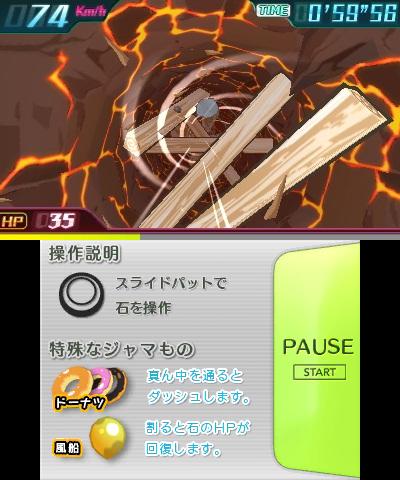 074 Km/h
TIME 0'59"56
HP 035
操作説明
スライドパットで
石を操作
特殊なジャマもの
ドーナツ
真ん中を通ると
ダッシュします。
風船
割ると石のHPが
回復します。
PAUSE
START